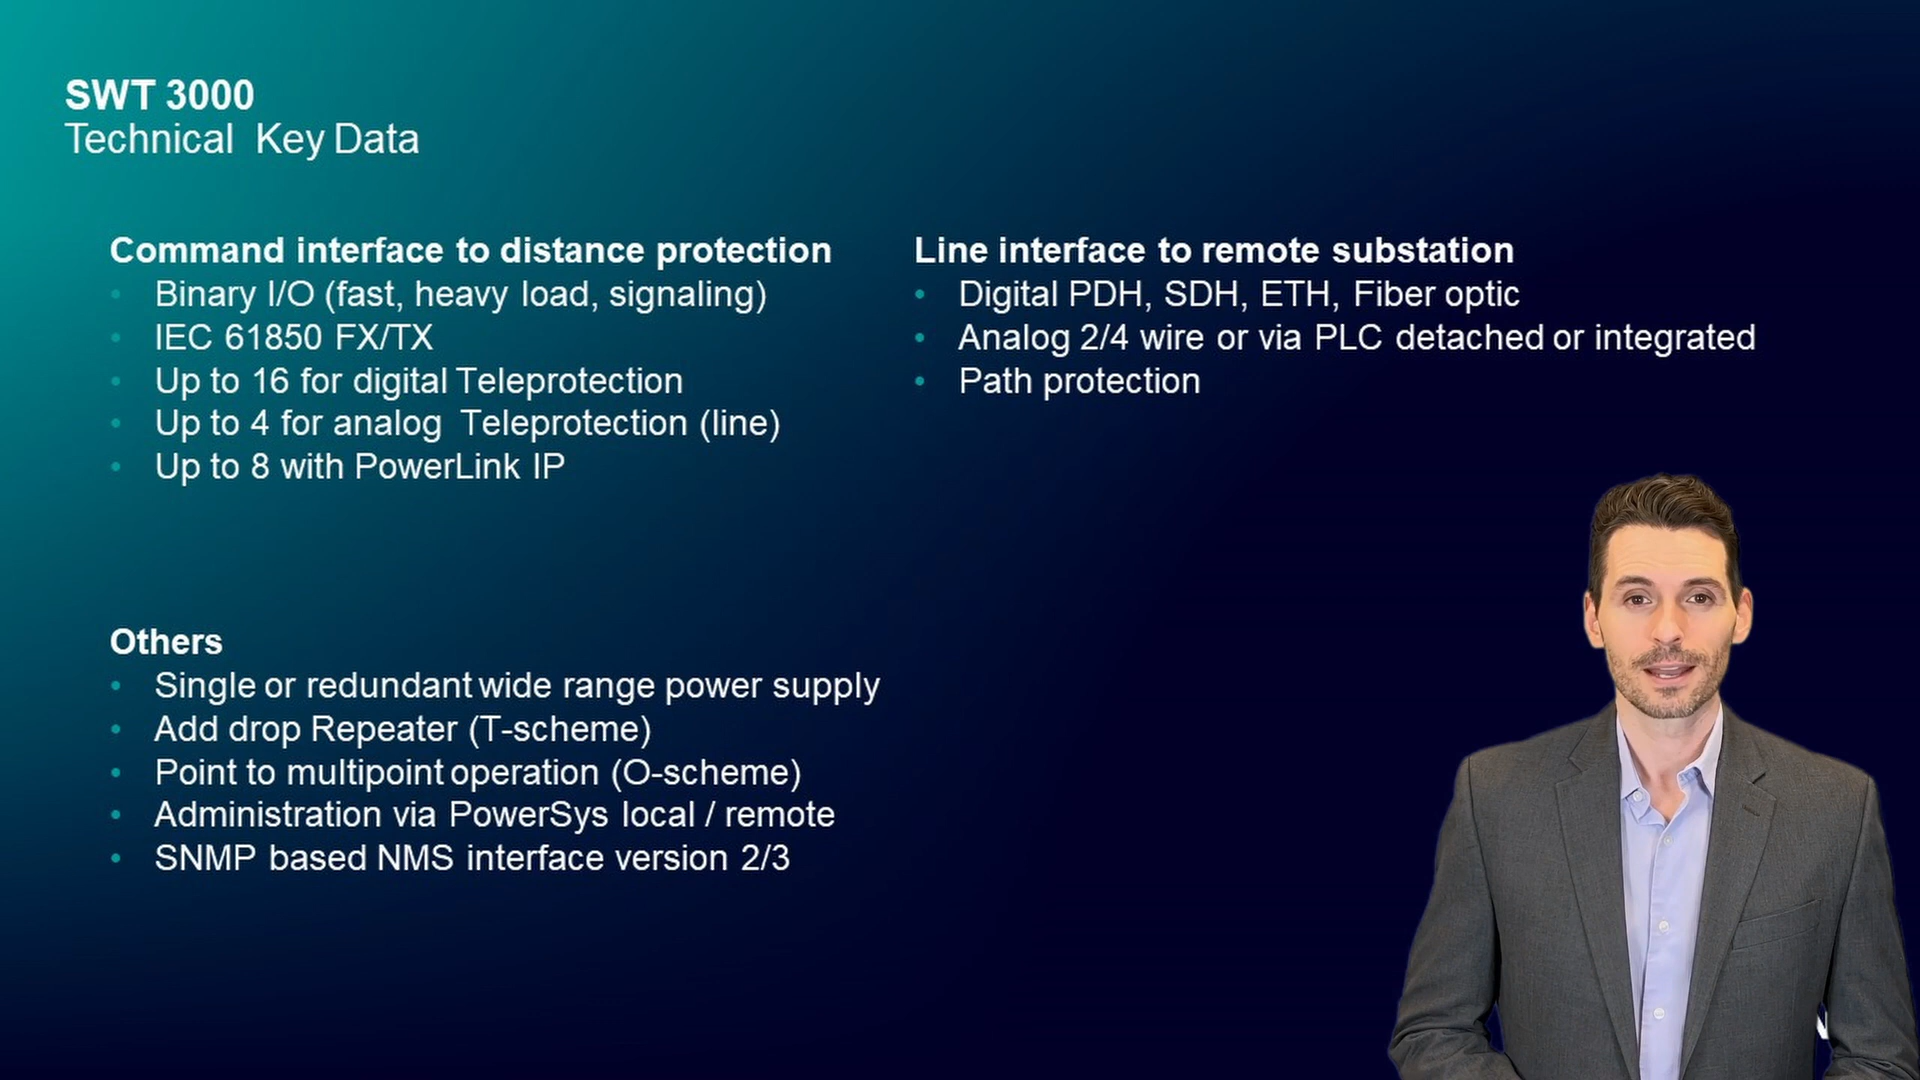 SWT 3000
Technical Key Data
Command interface to distance protection
Binary I/O (fast, heavy load, signaling)
IEC 61850 FX/TX
Up to 16 for digital Teleprotection
Up to 4 for analog Teleprotection (line)
Up to 8 with PowerLink IP
Line interface to remote substation
Digital PDH, SDH, ETH, Fiber optic
Analog 2/4 wire or via PLC detached or integrated
Path protection
Others
Single or redundant wide range power supply
Add drop Repeater (T-scheme)
Point to multipoint operation (O-scheme)
Administration via PowerSys local / remote
SNMP based NMS interface version 2/3